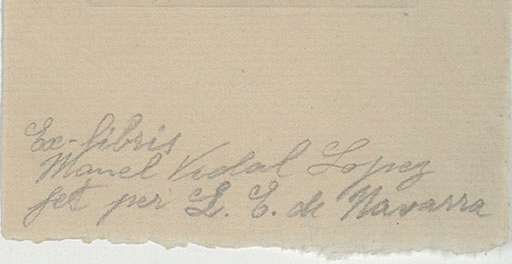 Ex-libris
Manel Vidal Lopez
fet per L. E. de Navarra